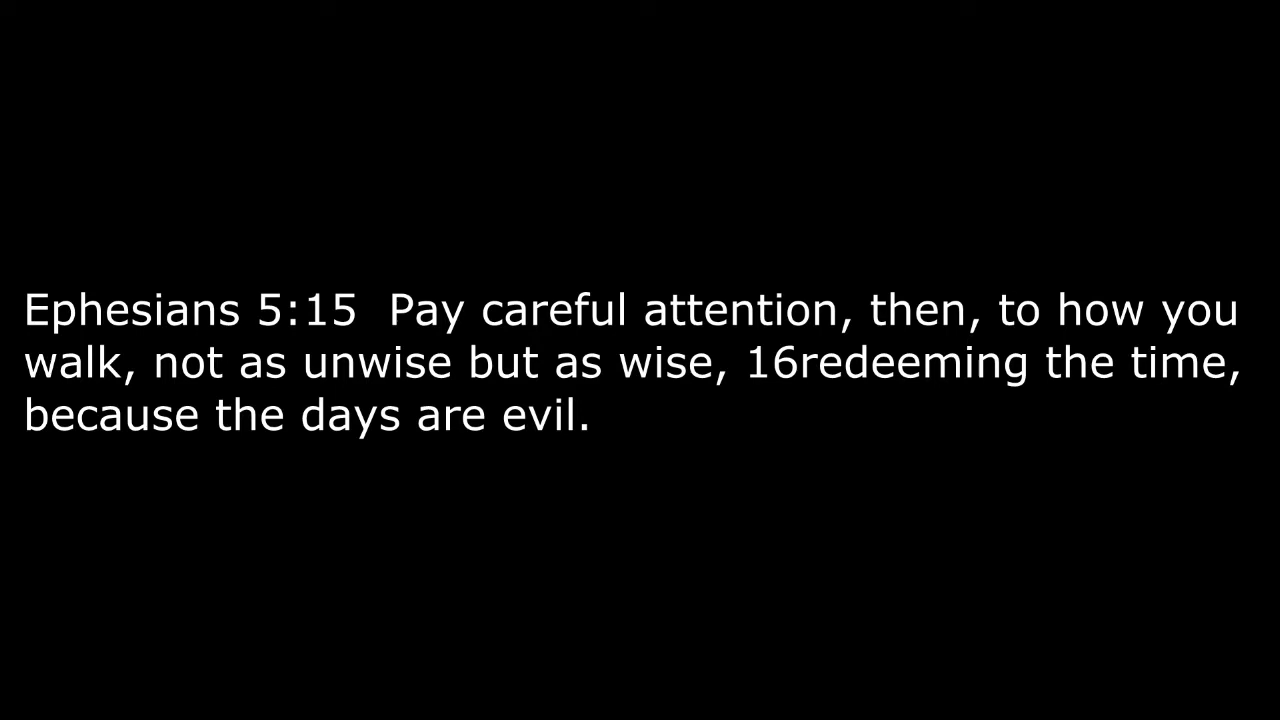 Ephesians 5:15  Pay careful attention, then, to how you
walk, not as unwise but as wise, 16redeeming the time,
because the days are evil.